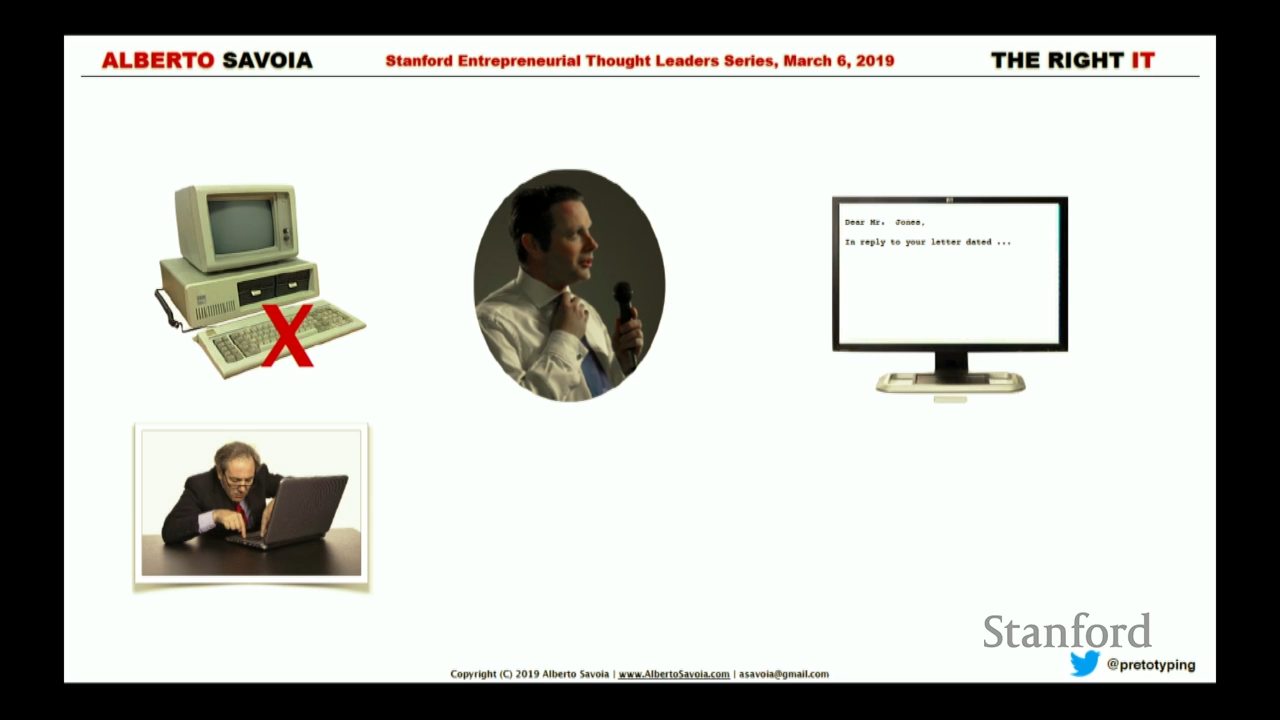 ALBERTO SAVOIA
Stanford Entrepreneurial Thought Leaders Series, March 6, 2019
THE RIGHT IT
Dear Mr. Jones,
In reply to your letter dated ...
X
Stanford
@pretotyping
Copyright (C) 2019 Alberto Savoia | www.AlbertoSavoia.com | asavoia@gmail.com